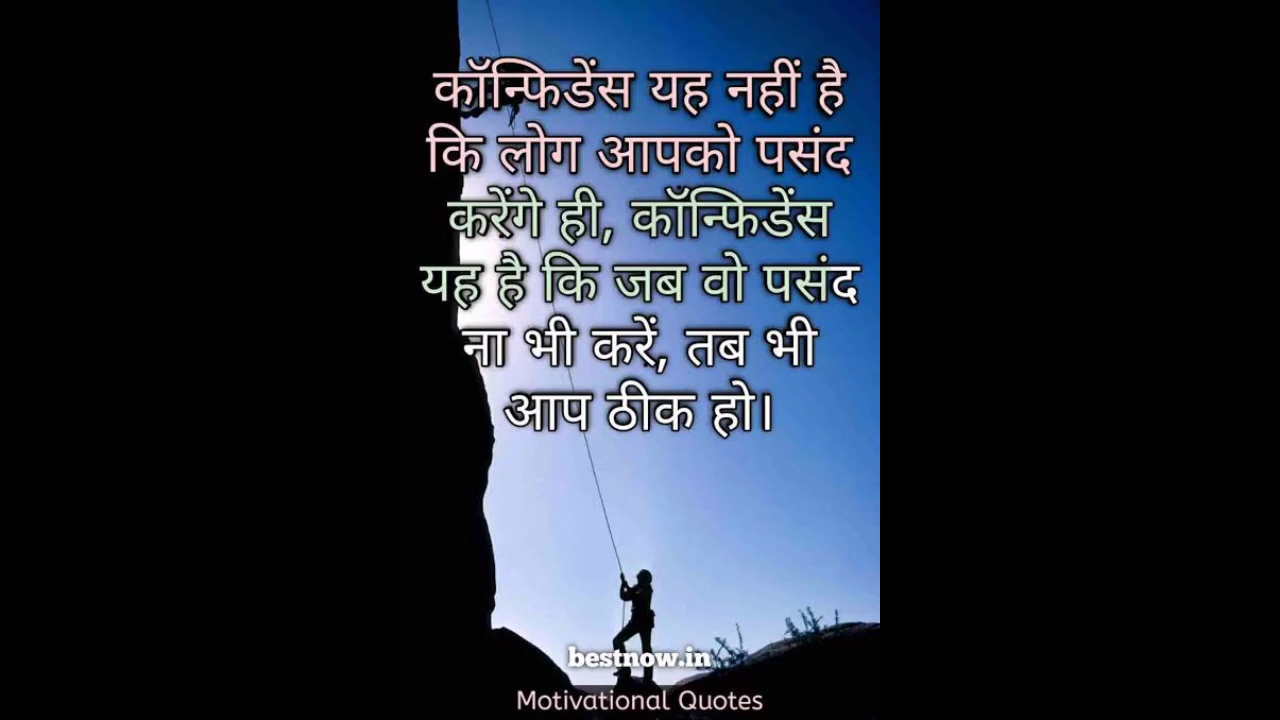 कॉन्फिडेंस यह नहीं है
कि लोग आपको पसंद
करेंगे ही, कॉन्फिडेंस
यह है कि जब वो पसंद
ना भी करें, तब भी
आप ठीक हो।
bestnow.in
Motivational Quotes